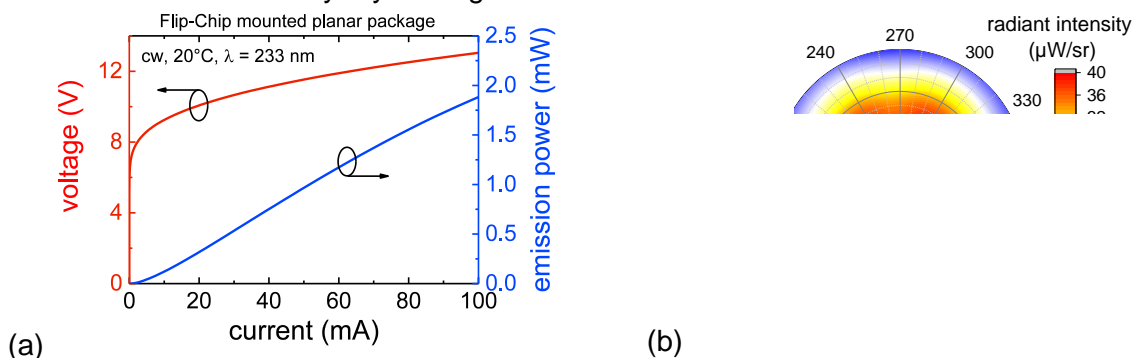 Flip-Chip mounted planar package
cw, 20°C, λ = 233 nm
voltage (V)
12
8
4
0
2.5
2.0
1.5
1.0
0.5
0.0
emission power (mW)
0 20 40 60 80 100
current (mA)
(a)
radiant intensity
(µW/sr)
240 270 300
330
40
36
(b)